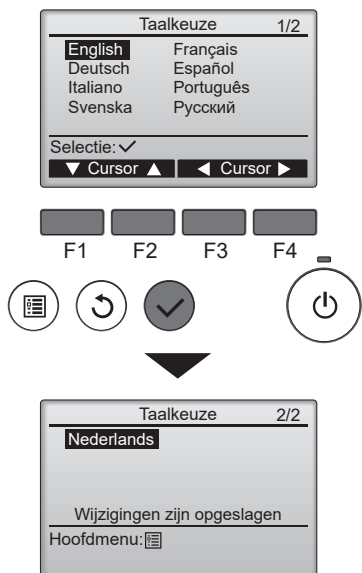 Taalkeuze 1/2
English Français
Deutsch Español
Italiano Português
Svenska Русский
Selectie:✓
▼ Cursor ▲ ◀ Cursor ▶
F1 F2 F3 F4
Taalkeuze 2/2
Nederlands
Wijzigingen zijn opgeslagen
Hoofdmenu: